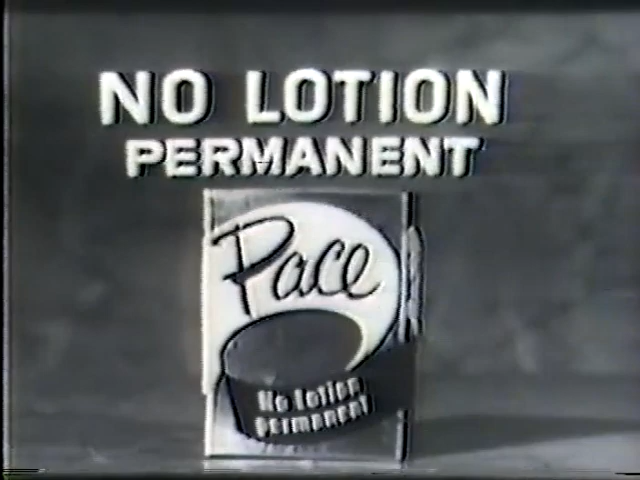 NO LOTION
PERMANENT
Pace
No Lotion
Permanent